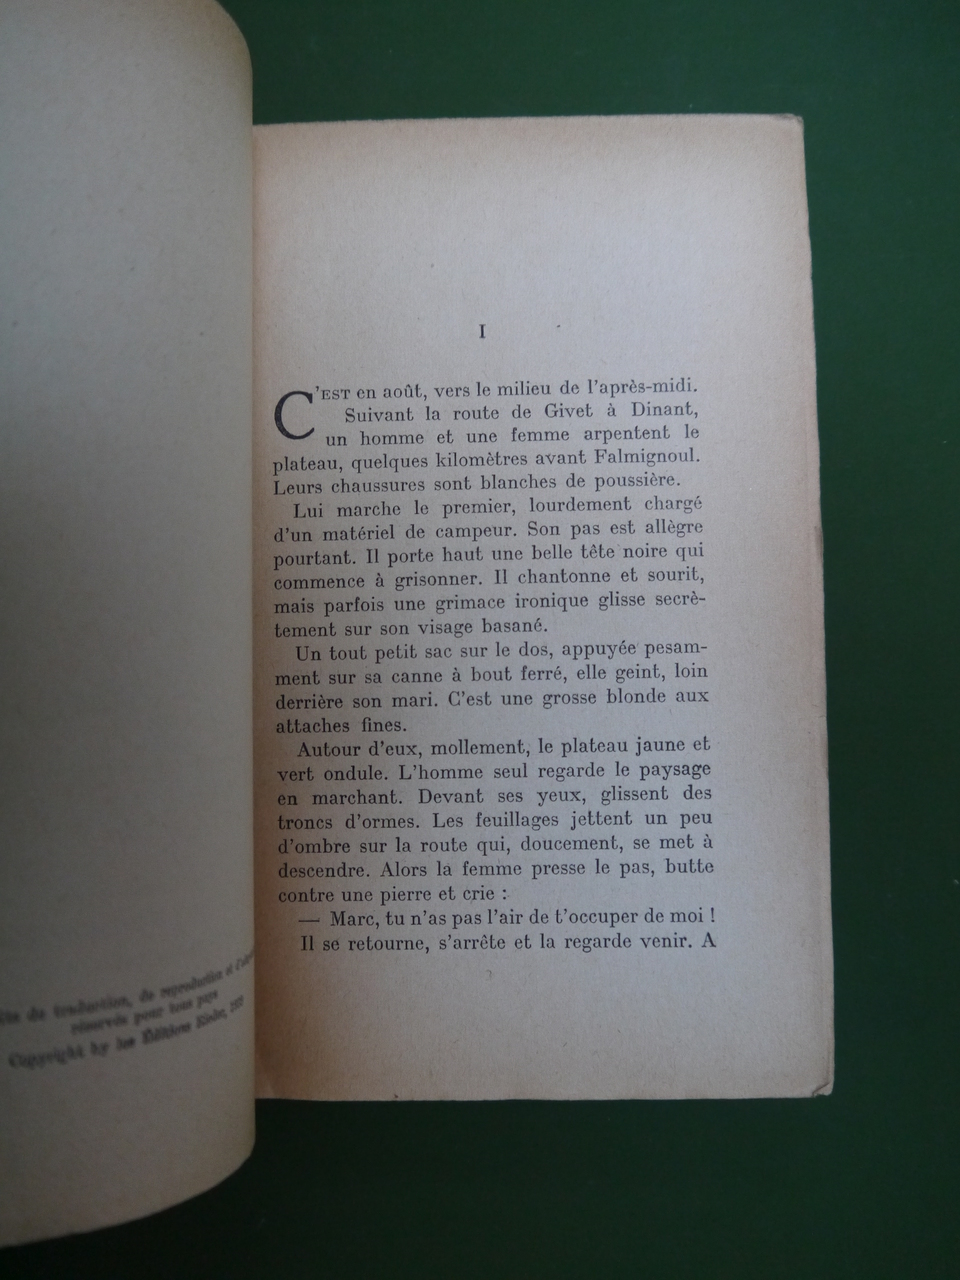 de traduction, de reproduction et
réservés pour tous pays
Copyright by les Éditions
I
C'EST en août, vers le milieu de l'après-midi.
Suivant la route de Givet à Dinant,
un homme et une femme arpentent le
plateau, quelques kilomètres avant Falmignoul.
Leurs chaussures sont blanches de poussière.
Lui marche le premier, lourdement chargé
d'un matériel de campeur. Son pas est allègre
pourtant. Il porte haut une belle tête noire qui
commence à grisonner. Il chantonne et sourit,
mais parfois une grimace ironique glisse secrè-
tement sur son visage basané.
Un tout petit sac sur le dos, appuyée pesam-
ment sur sa canne à bout ferré, elle geint, loin
derrière son mari. C'est une grosse blonde aux
attaches fines.
Autour d'eux, mollement, le plateau jaune et
vert ondule. L'homme seul regarde le paysage
en marchant. Devant ses yeux, glissent des
troncs d'ormes. Les feuillages jettent un peu
d'ombre sur la route qui, doucement, se met à
descendre. Alors la femme presse le pas, butte
contre une pierre et crie :
— Marc, tu n'as pas l'air de t'occuper de moi !
Il se retourne, s'arrête et la regarde venir. A